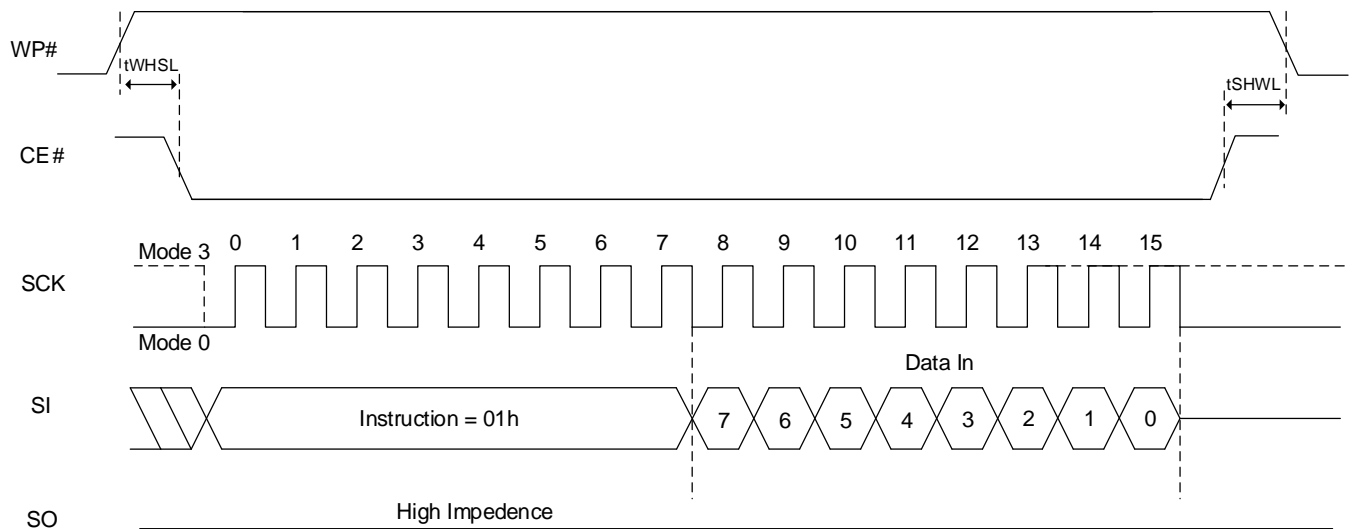 WP#
tWHSL
tSHWL
CE#
Mode 3
0 1 2 3 4 5 6 7 8 9 10 11 12 13 14 15
SCK
Mode 0
Data In
SI
Instruction = 01h
7 6 5 4 3 2 1 0
SO
High Impedence